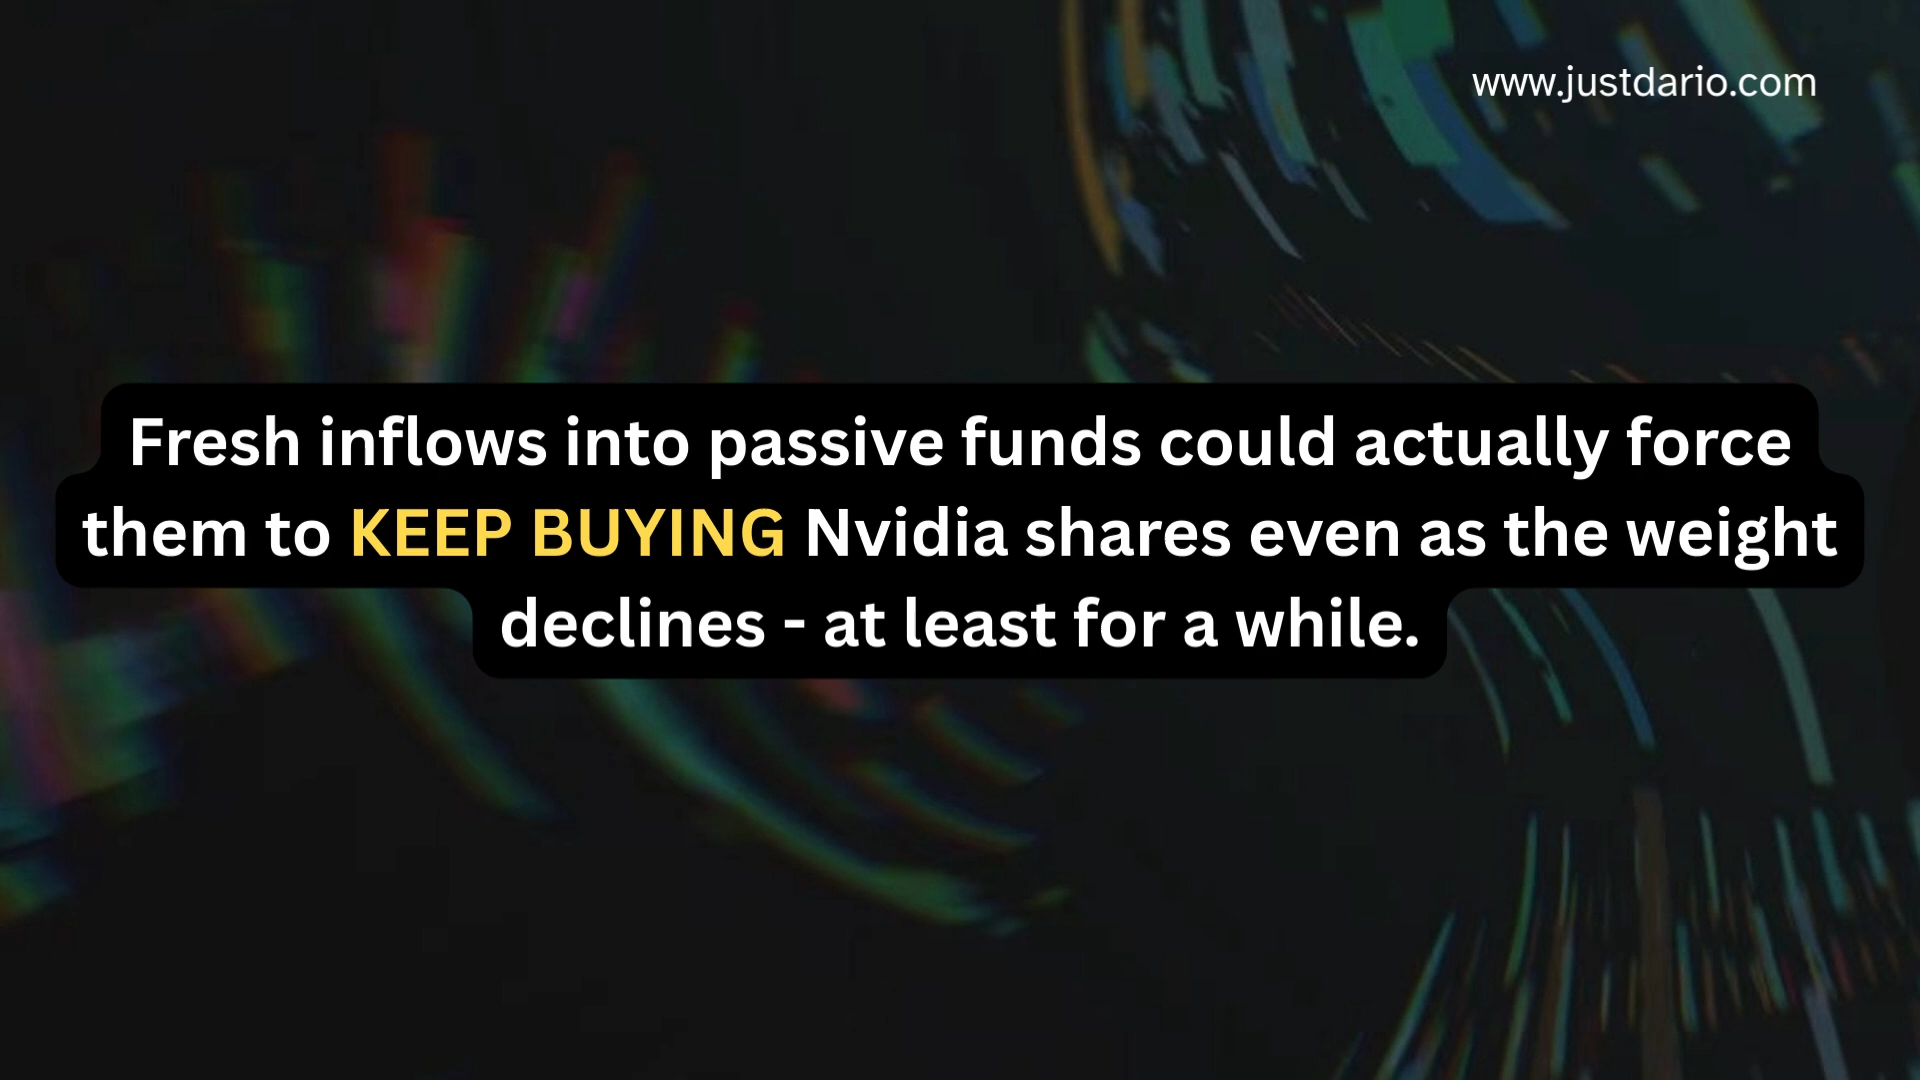 www.justdario.com
Fresh inflows into passive funds could actually force
them to KEEP BUYING Nvidia shares even as the weight
declines - at least for a while.